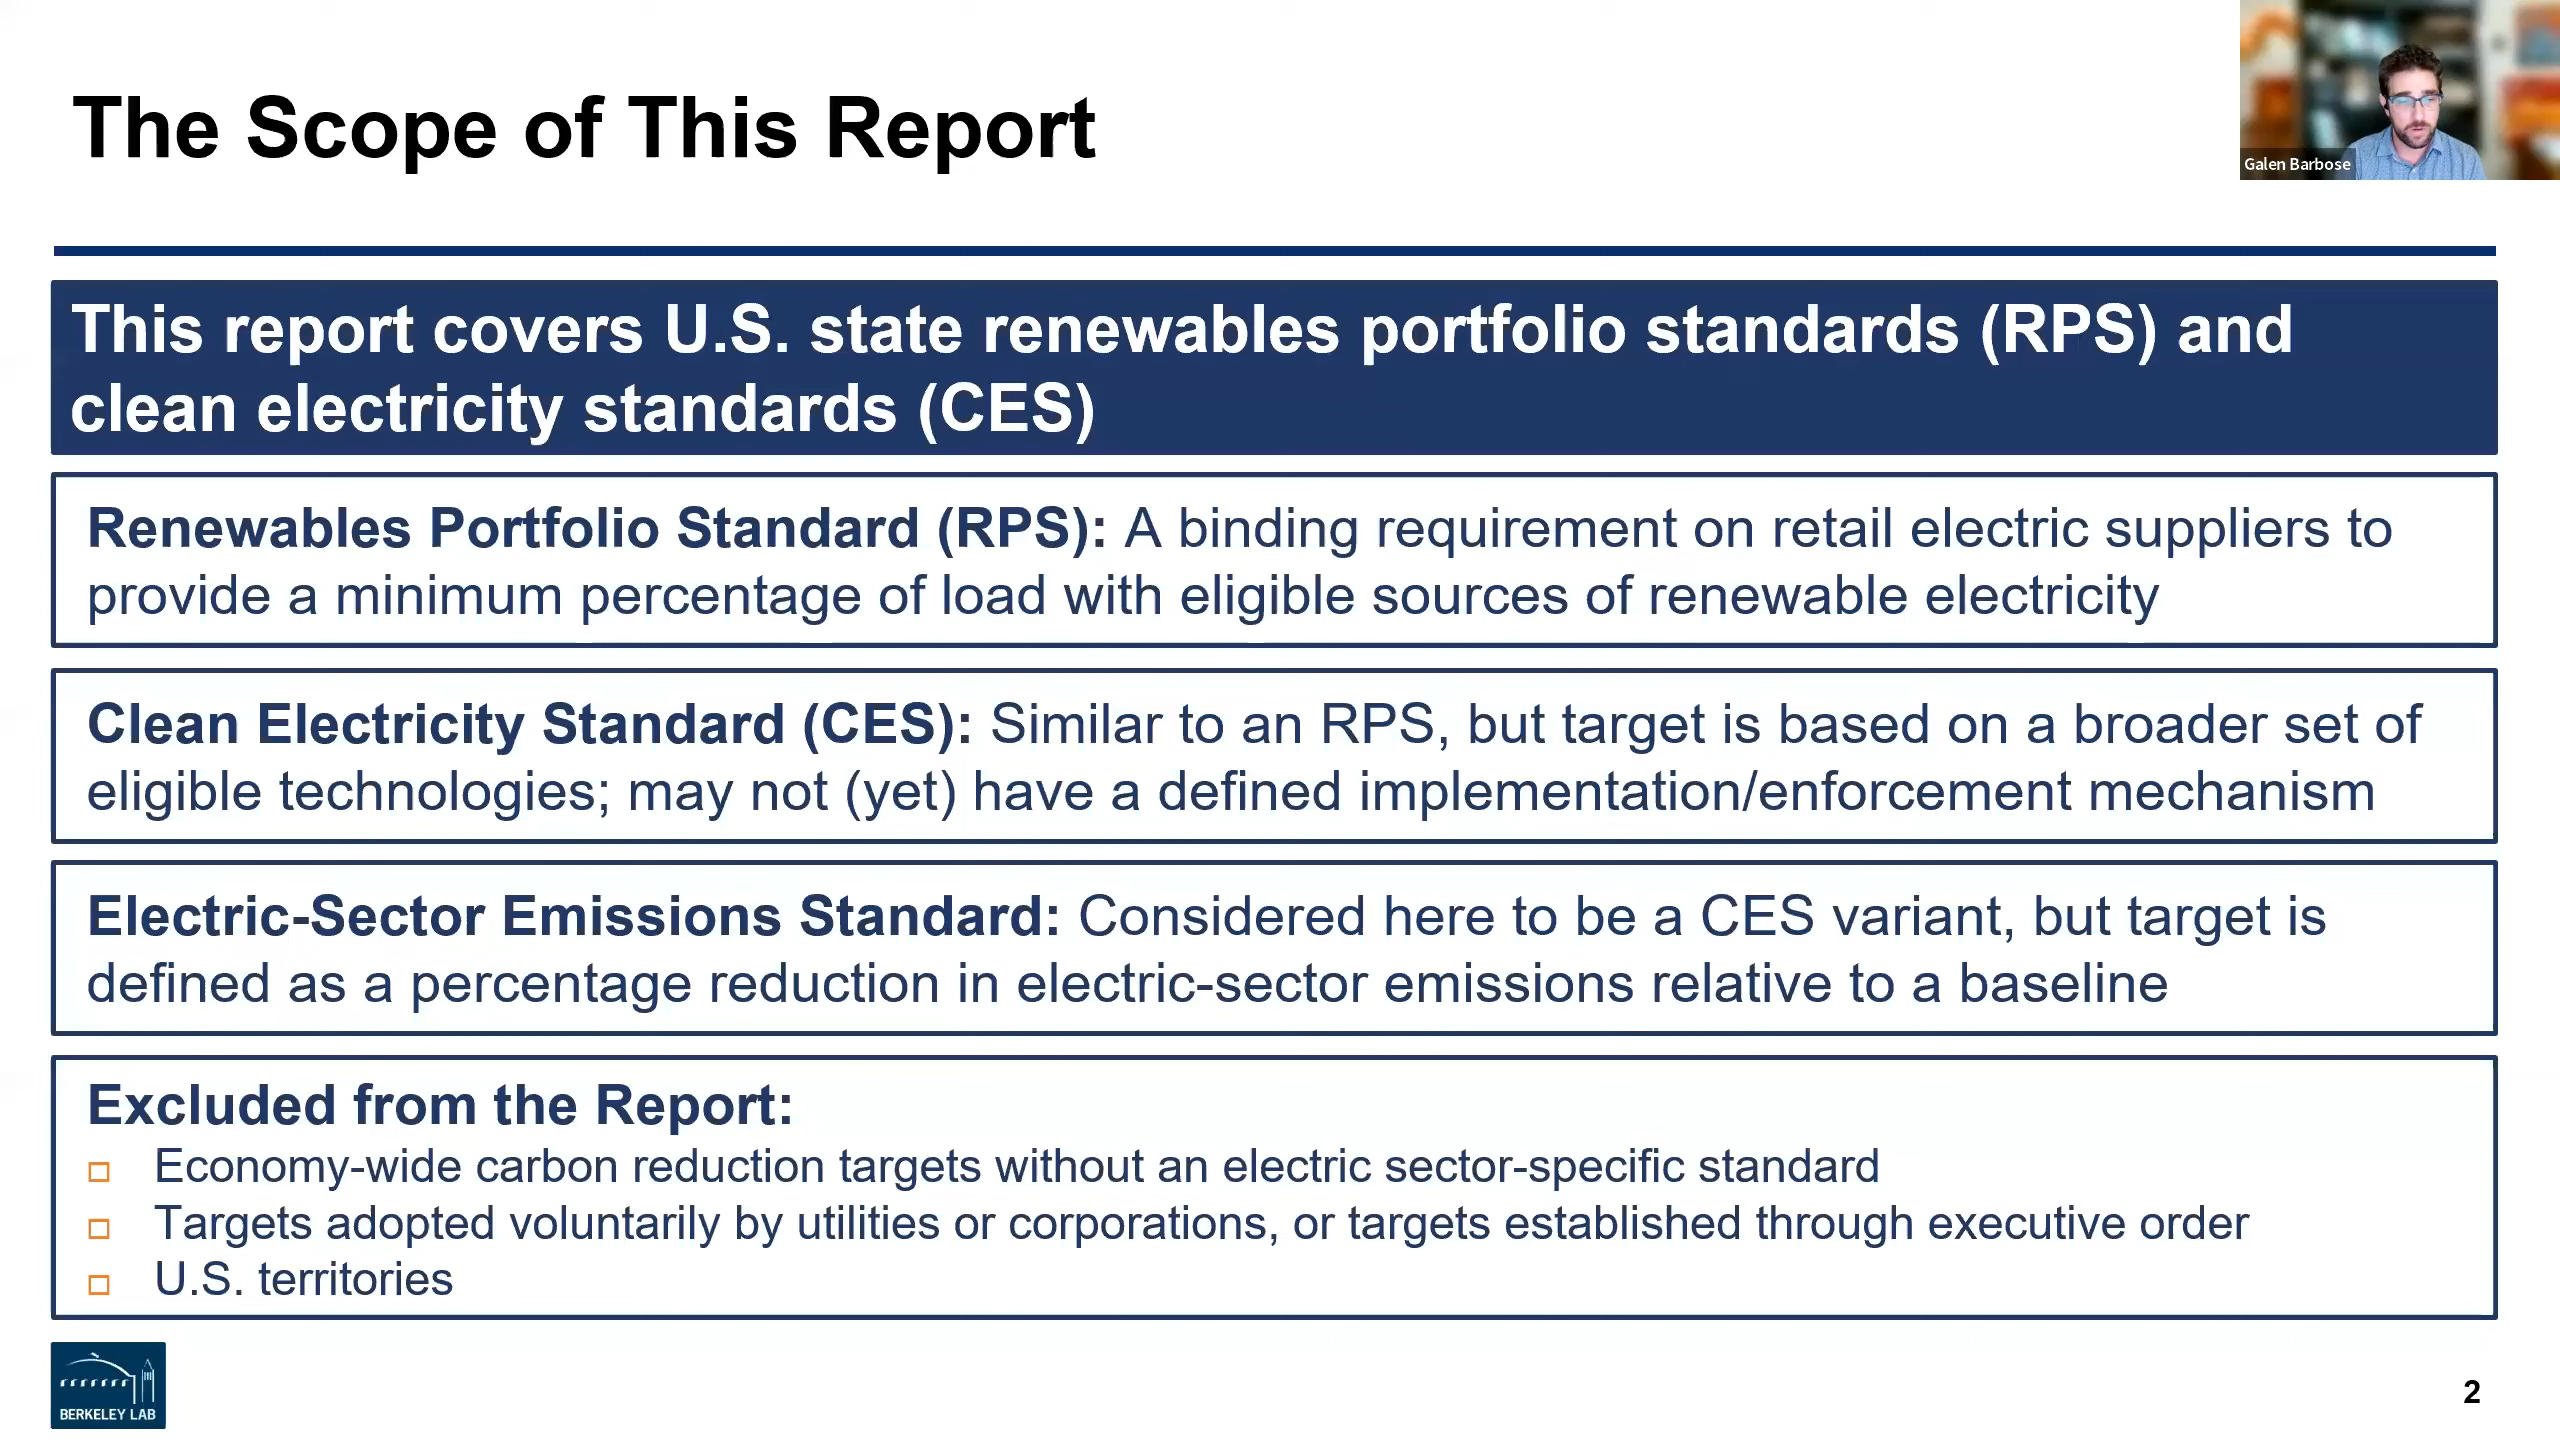 The Scope of This Report
Galen Barbose
This report covers U.S. state renewables portfolio standards (RPS) and
clean electricity standards (CES)
Renewables Portfolio Standard (RPS): A binding requirement on retail electric suppliers to
provide a minimum percentage of load with eligible sources of renewable electricity
Clean Electricity Standard (CES): Similar to an RPS, but target is based on a broader set of
eligible technologies; may not (yet) have a defined implementation/enforcement mechanism
Electric-Sector Emissions Standard: Considered here to be a CES variant, but target is
defined as a percentage reduction in electric-sector emissions relative to a baseline
Excluded from the Report:
Economy-wide carbon reduction targets without an electric sector-specific standard
Targets adopted voluntarily by utilities or corporations, or targets established through executive order
U.S. territories
BERKELEY LAB
2